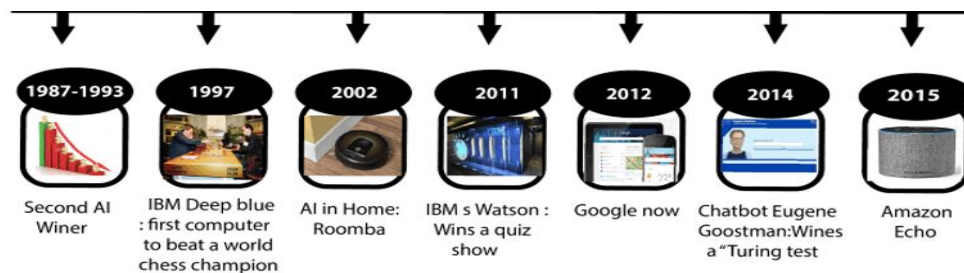 1987-1993
1997
2002
2011
2012
2014
2015
Second AI
Winer
IBM Deep blue
: first computer
to beat a world
chess champion
AI in Home:
Roomba
IBM s Watson :
Wins a quiz
show
Google now
Chatbot Eugene
Goostman:Wines
a “Turing test
Amazon
Echo